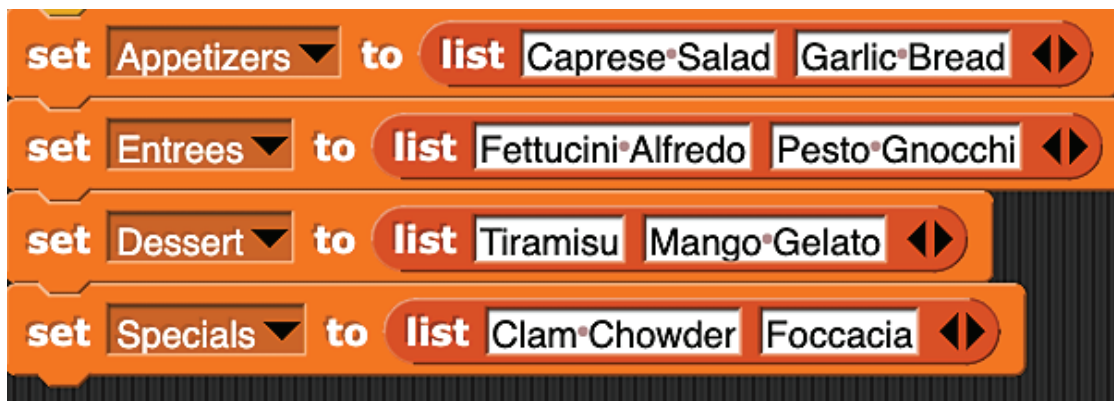 set Appetizers to list Caprese Salad Garlic Bread
set Entrees to list Fettucini Alfredo Pesto Gnocchi
set Dessert to list Tiramisu Mango Gelato
set Specials to list Clam Chowder Foccacia